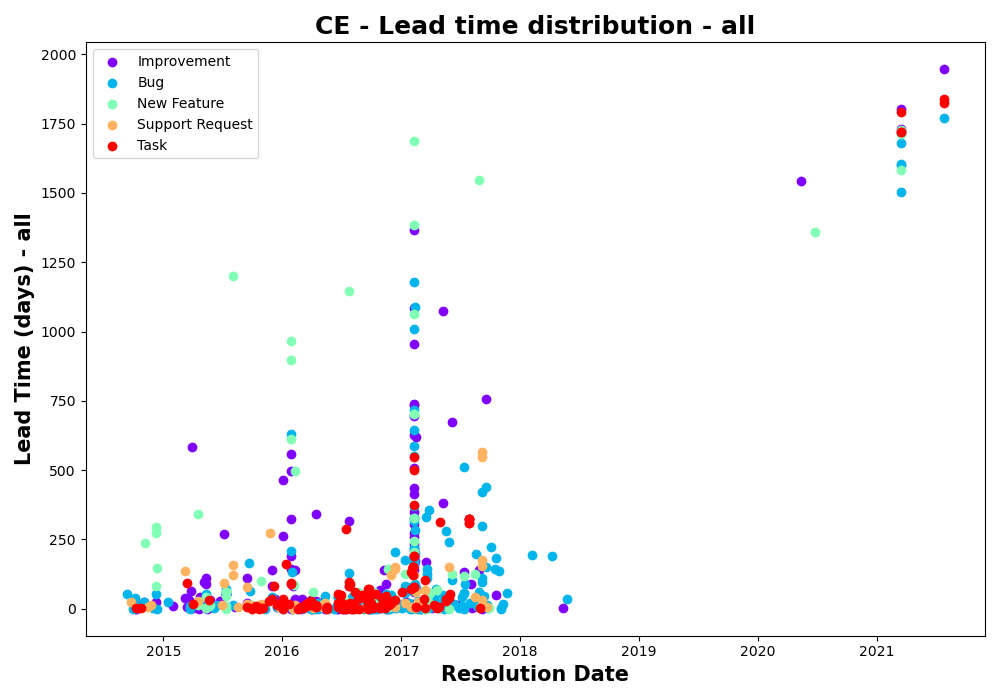 CE - Lead time distribution - all
Improvement
Bug
New Feature
Support Request
Task
2000
1750
1500
1250
1000
750
500
250
0
Lead Time (days) - all
2015 2016 2017 2018 2019 2020 2021
Resolution Date